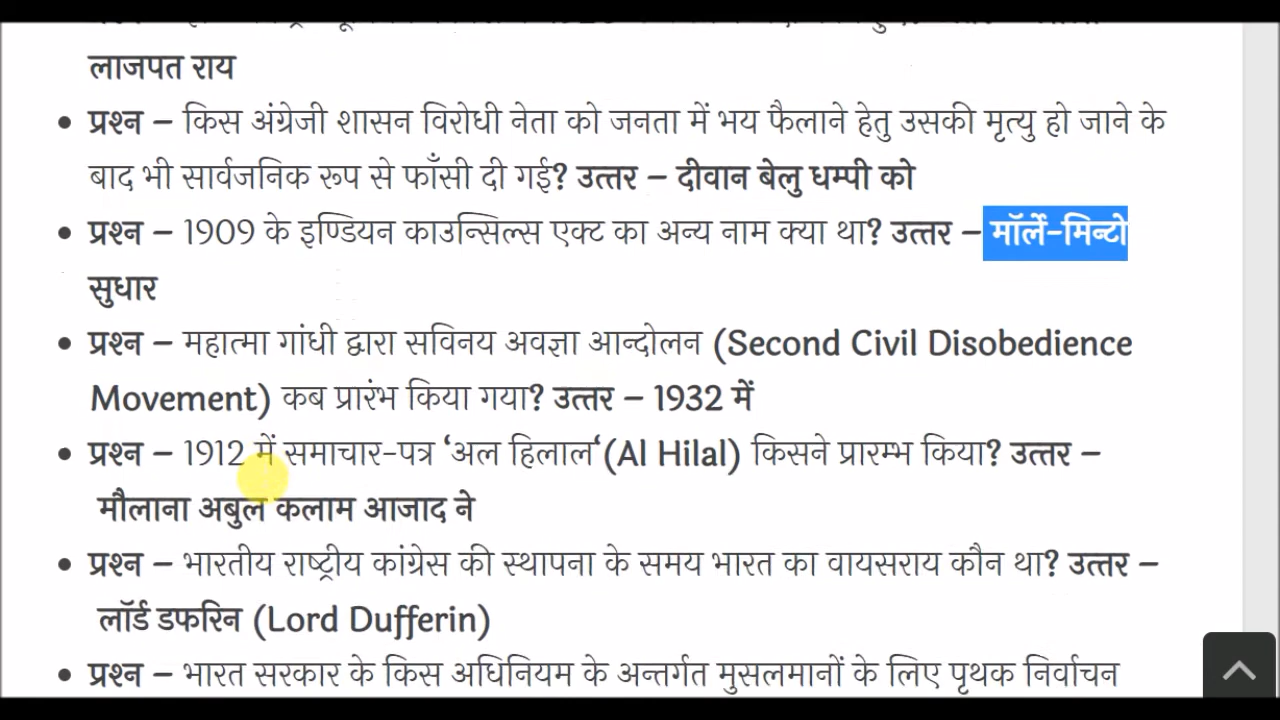 लाजपत राय
• प्रश्न – किस अंग्रेजी शासन विरोधी नेता को जनता में भय फैलाने हेतु उसकी मृत्यु हो जाने के
बाद भी सार्वजनिक रूप से फाँसी दी गई? उत्तर – दीवान बेलु धम्पी को
• प्रश्न – 1909 के इण्डियन काउन्सिल्स एक्ट का अन्य नाम क्या था? उत्तर – मॉर्ले-मिन्टो
सुधार
• प्रश्न – महात्मा गांधी द्वारा सविनय अवज्ञा आन्दोलन (Second Civil Disobedience
Movement) कब प्रारंभ किया गया? उत्तर – 1932 में
• प्रश्न – 1912 में समाचार-पत्र ‘अल हिलाल‘(Al Hilal) किसने प्रारम्भ किया? उत्तर –
मौलाना अबुल कलाम आजाद ने
• प्रश्न – भारतीय राष्ट्रीय कांग्रेस की स्थापना के समय भारत का वायसराय कौन था? उत्तर –
लॉर्ड डफरिन (Lord Dufferin)
• प्रश्न – भारत सरकार के किस अधिनियम के अन्तर्गत मुसलमानों के लिए पृथक निर्वाचन